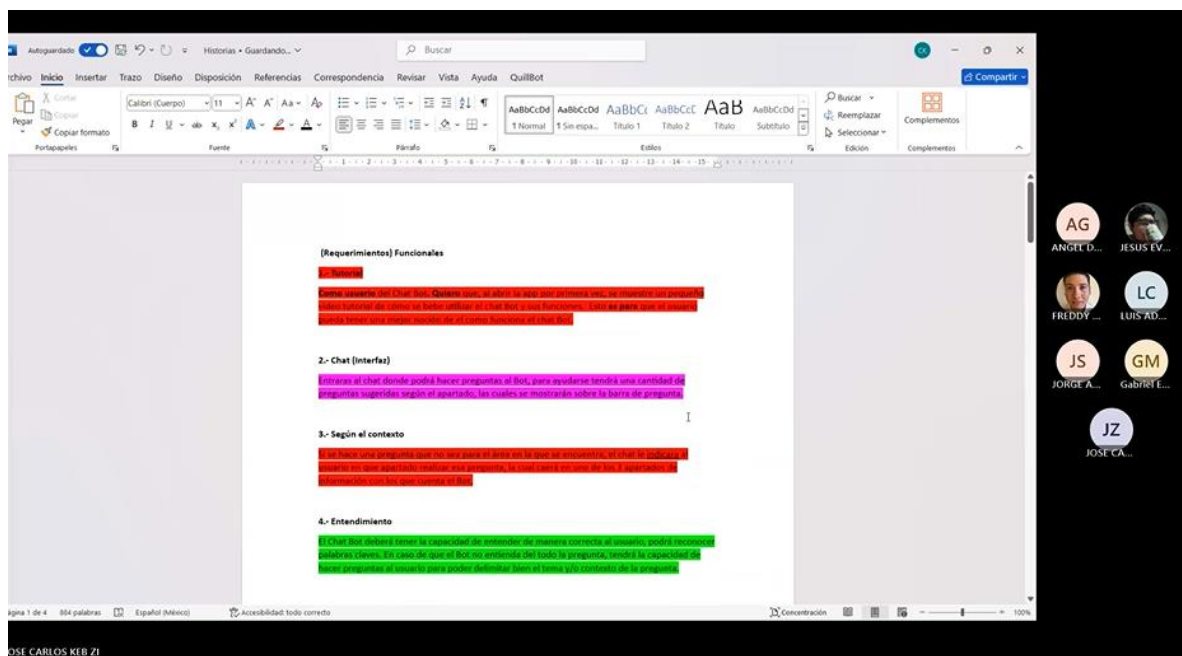 Autoguardado
Historias • Guardando...
Buscar
CK
rchivo Inicio Insertar Trazo Diseño Disposición Referencias Correspondencia Revisar Vista Ayuda QuillBot
Compartir
Pegar
Cortar
Copiar
Copiar formato
Portapapeles
Calibri (Cuerpo) 11
Fuente
Párrafo
AaBbCcDd AaBbCcDd AaBbCc AaBbCcC AaB AaBbCcDd
¶ Normal ¶ Sin espa... Título 1 Título 2 Título Subtítulo
Estilos
Buscar
Reemplazar
Seleccionar
Edición
Complementos
Complementos
(Requerimientos) Funcionales
1.- Tutorial
Como usuario del Chat Bot. Quiero que, al abrir la app por primera vez, se muestre un pequeño
video tutorial de cómo se bebe utilizar el chat Bot y sus funciones. Esto es para que el usuario
pueda tener una mejor noción de el como funciona el chat Bot.
2.- Chat (Interfaz)
Entraras al chat donde podrá hacer preguntas al Bot, para ayudarse tendrá una cantidad de
preguntas sugeridas según el apartado, las cuales se mostrarán sobre la barra de pregunta.
3.- Según el contexto
Si se hace una pregunta que no sea para el área en la que se encuentra, el chat le indicara al
usuario en que apartado realizar esa pregunta, la cual caerá en uno de los 3 apartados de
información con los que cuenta el Bot.
4.- Entendimiento
El Chat Bot deberá tener la capacidad de entender de manera correcta al usuario, podrá reconocer
palabras claves. En caso de que el Bot no entienda del todo la pregunta, tendrá la capacidad de
hacer preguntas al usuario para poder delimitar bien el tema y/o contexto de la pregunta.
ágina 1 de 4 804 palabras Español (México) Accesibilidad: todo correcto
Concentración
100%
AG
ANGEL D...
JESUS EV...
FREDDY ...
LC
LUIS AD...
JS
JORGE A...
GM
Gabriel E...
JZ
JOSE CA...
OSE CARLOS KEB ZI